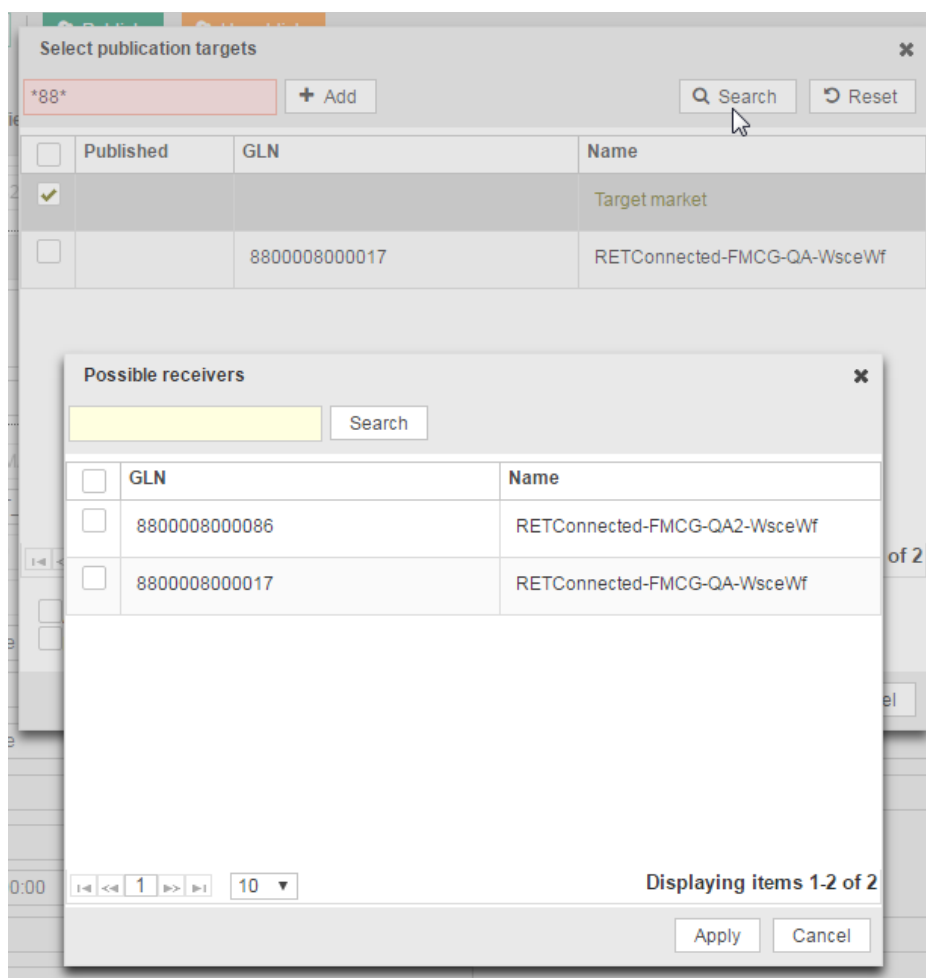 Select publication targets
*88* Add Search Reset
Published GLN Name
Target market
8800008000017 RETConnected-FMCG-QA-WsceWf
Possible receivers
Search
GLN Name
8800008000086 RETConnected-FMCG-QA2-WsceWf
8800008000017 RETConnected-FMCG-QA-WsceWf
of 2
0:00
1 10 Displaying items 1-2 of 2
Apply Cancel